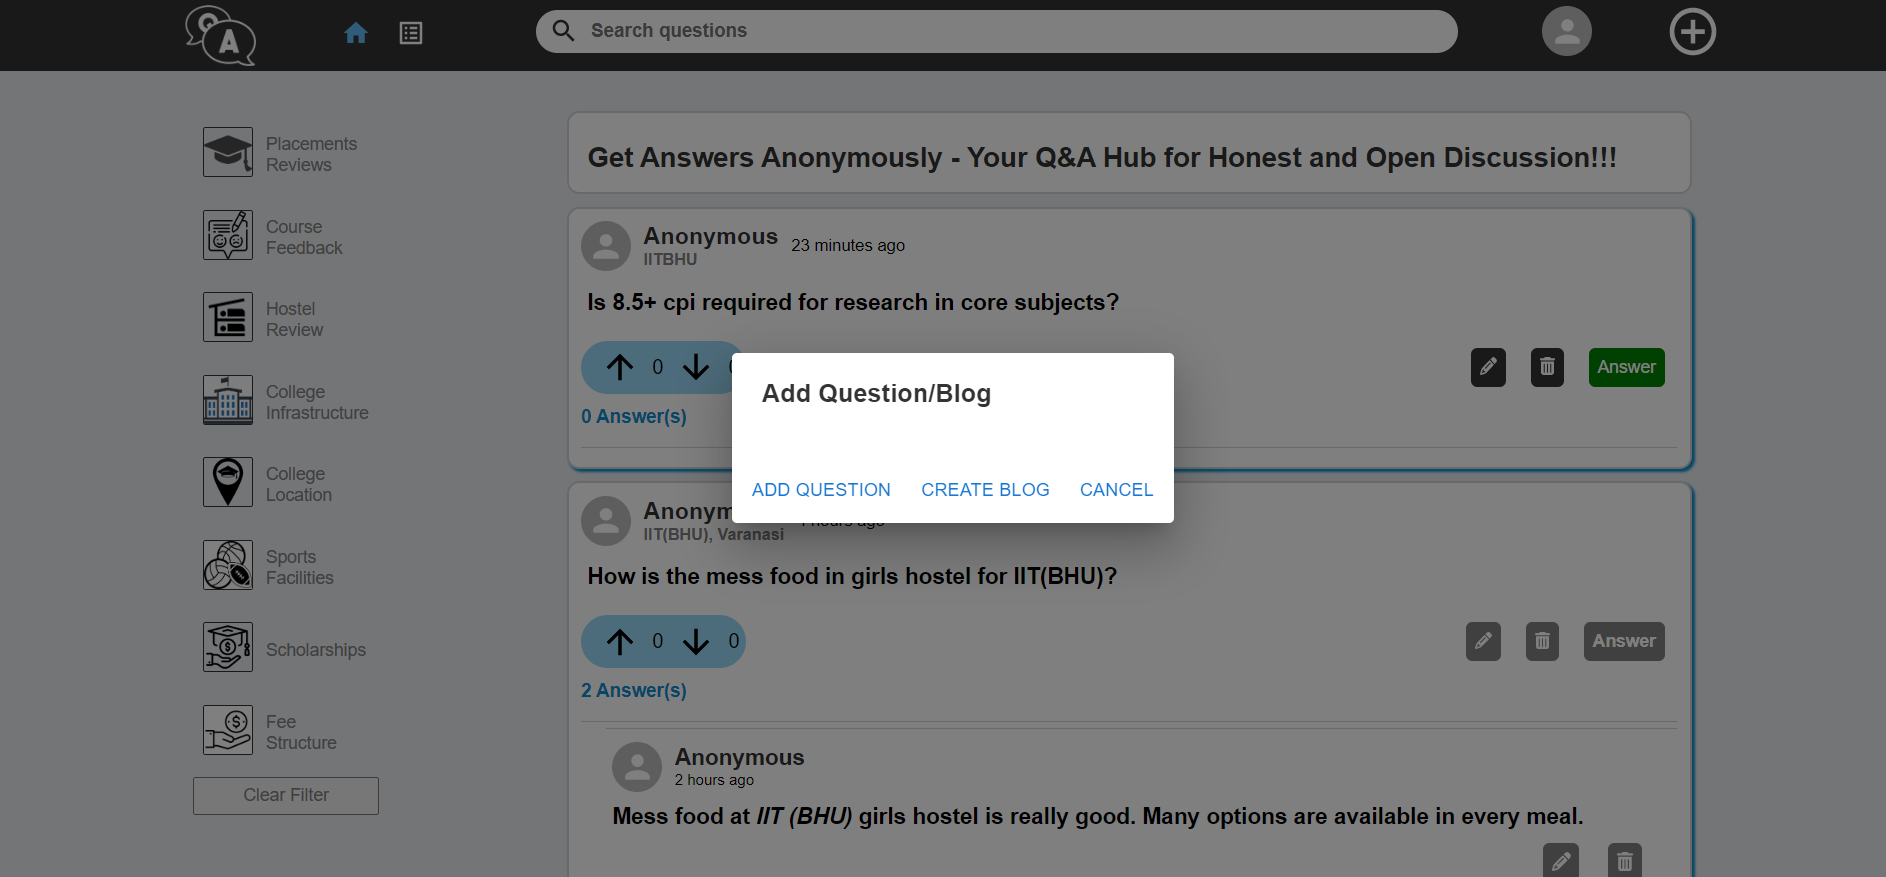 Q
A
Search questions
Placements
Reviews
Course
Feedback
Hostel
Review
College
Infrastructure
College
Location
Sports
Facilities
Scholarships
Fee
Structure
Clear Filter
Get Answers Anonymously - Your Q&A Hub for Honest and Open Discussion!!!
Anonymous 23 minutes ago
IITBHU
Is 8.5+ cpi required for research in core subjects?
0
Answer
0 Answer(s)
Add Question/Blog
ADD QUESTION CREATE BLOG CANCEL
IIT(BHU), Varanasi
How is the mess food in girls hostel for IIT(BHU)?
0 0
Answer
2 Answer(s)
Anonymous
2 hours ago
Mess food at IIT (BHU) girls hostel is really good. Many options are available in every meal.